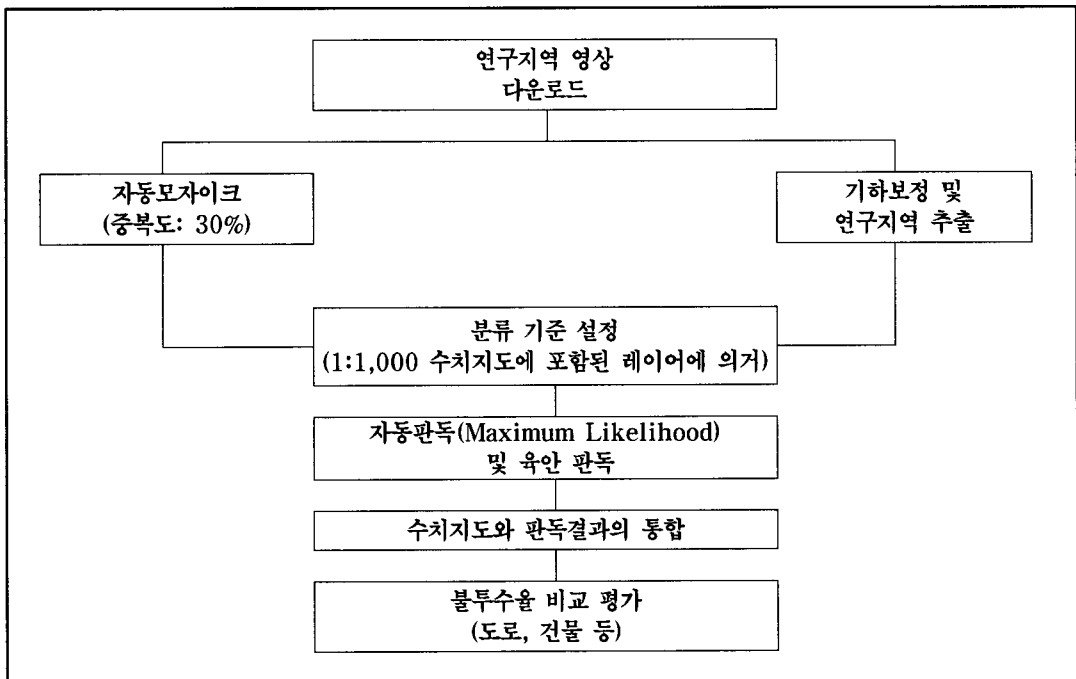 연구지역 영상
다운로드
자동모자이크
(중복도: 30%)
기하보정 및
연구지역 추출
분류 기준 설정
(1:1,000 수치지도에 포함된 레이어에 의거)
자동판독(Maximum Likelihood)
및 육안 판독
수치지도와 판독결과의 통합
불투수율 비교 평가
(도로, 건물 등)